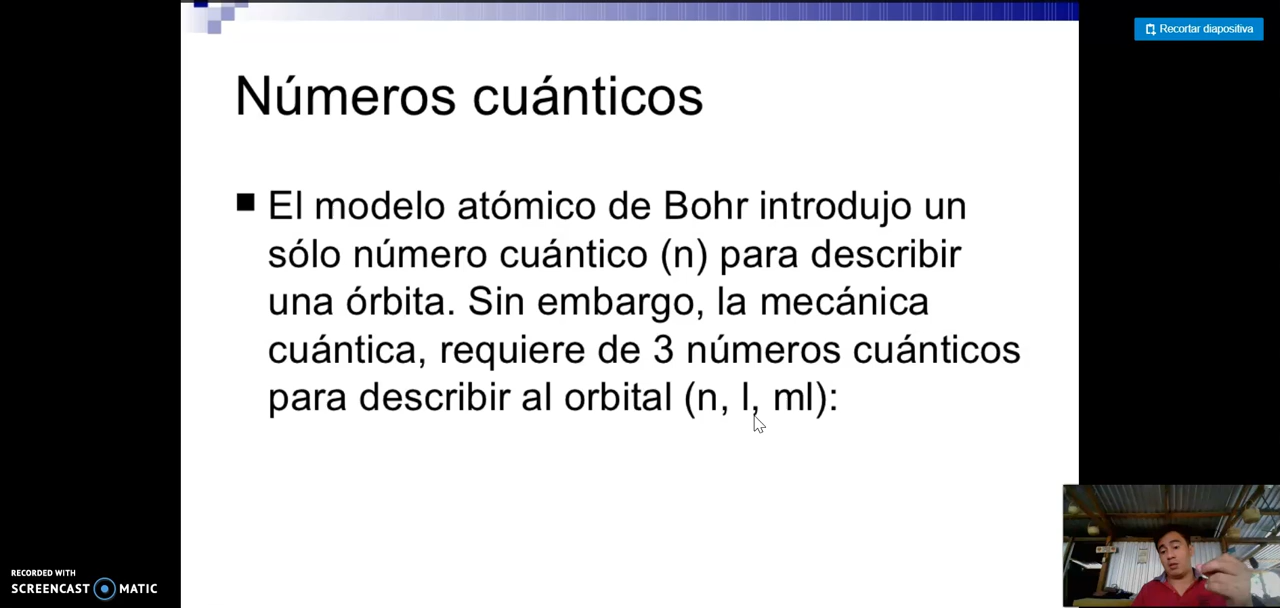 Recortar diapositiva
Números cuánticos
El modelo atómico de Bohr introdujo un
sólo número cuántico (n) para describir
una órbita. Sin embargo, la mecánica
cuántica, requiere de 3 números cuánticos
para describir al orbital (n, l, ml):
RECORDED WITH
SCREENCAST MATIC